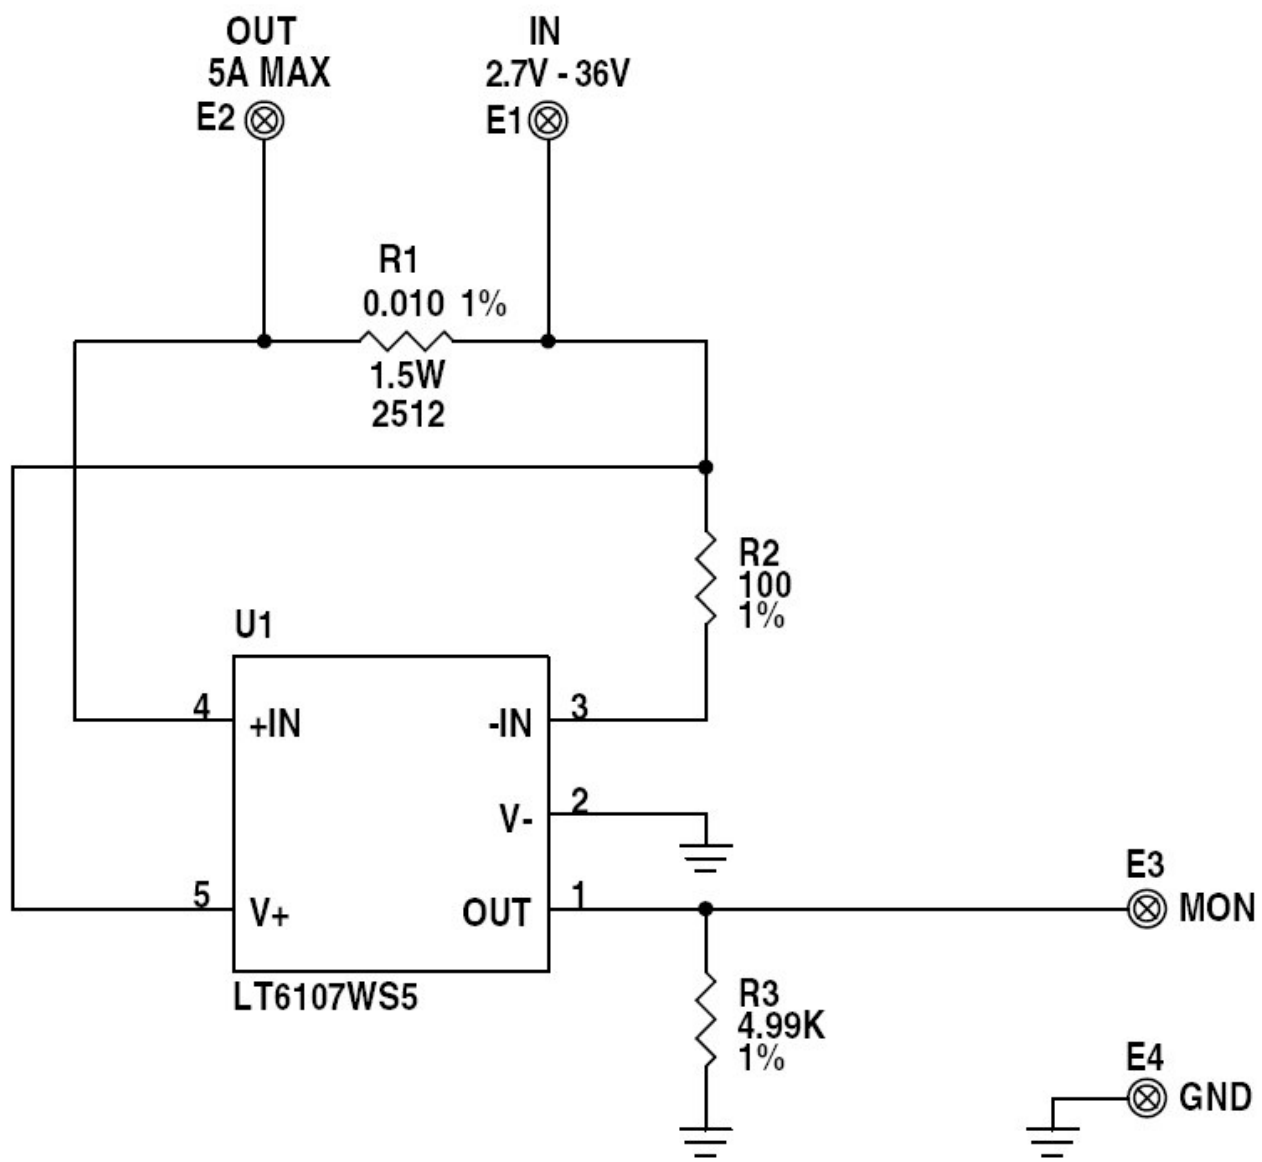 OUT
5A MAX
E2
IN
2.7V - 36V
E1
R1
0.010 1%
1.5W
2512
R2
100
1%
U1
4
+IN
-IN
3
V-
2
5
V+
OUT
1
LT6107WS5
E3
MON
R3
4.99K
1%
E4
GND